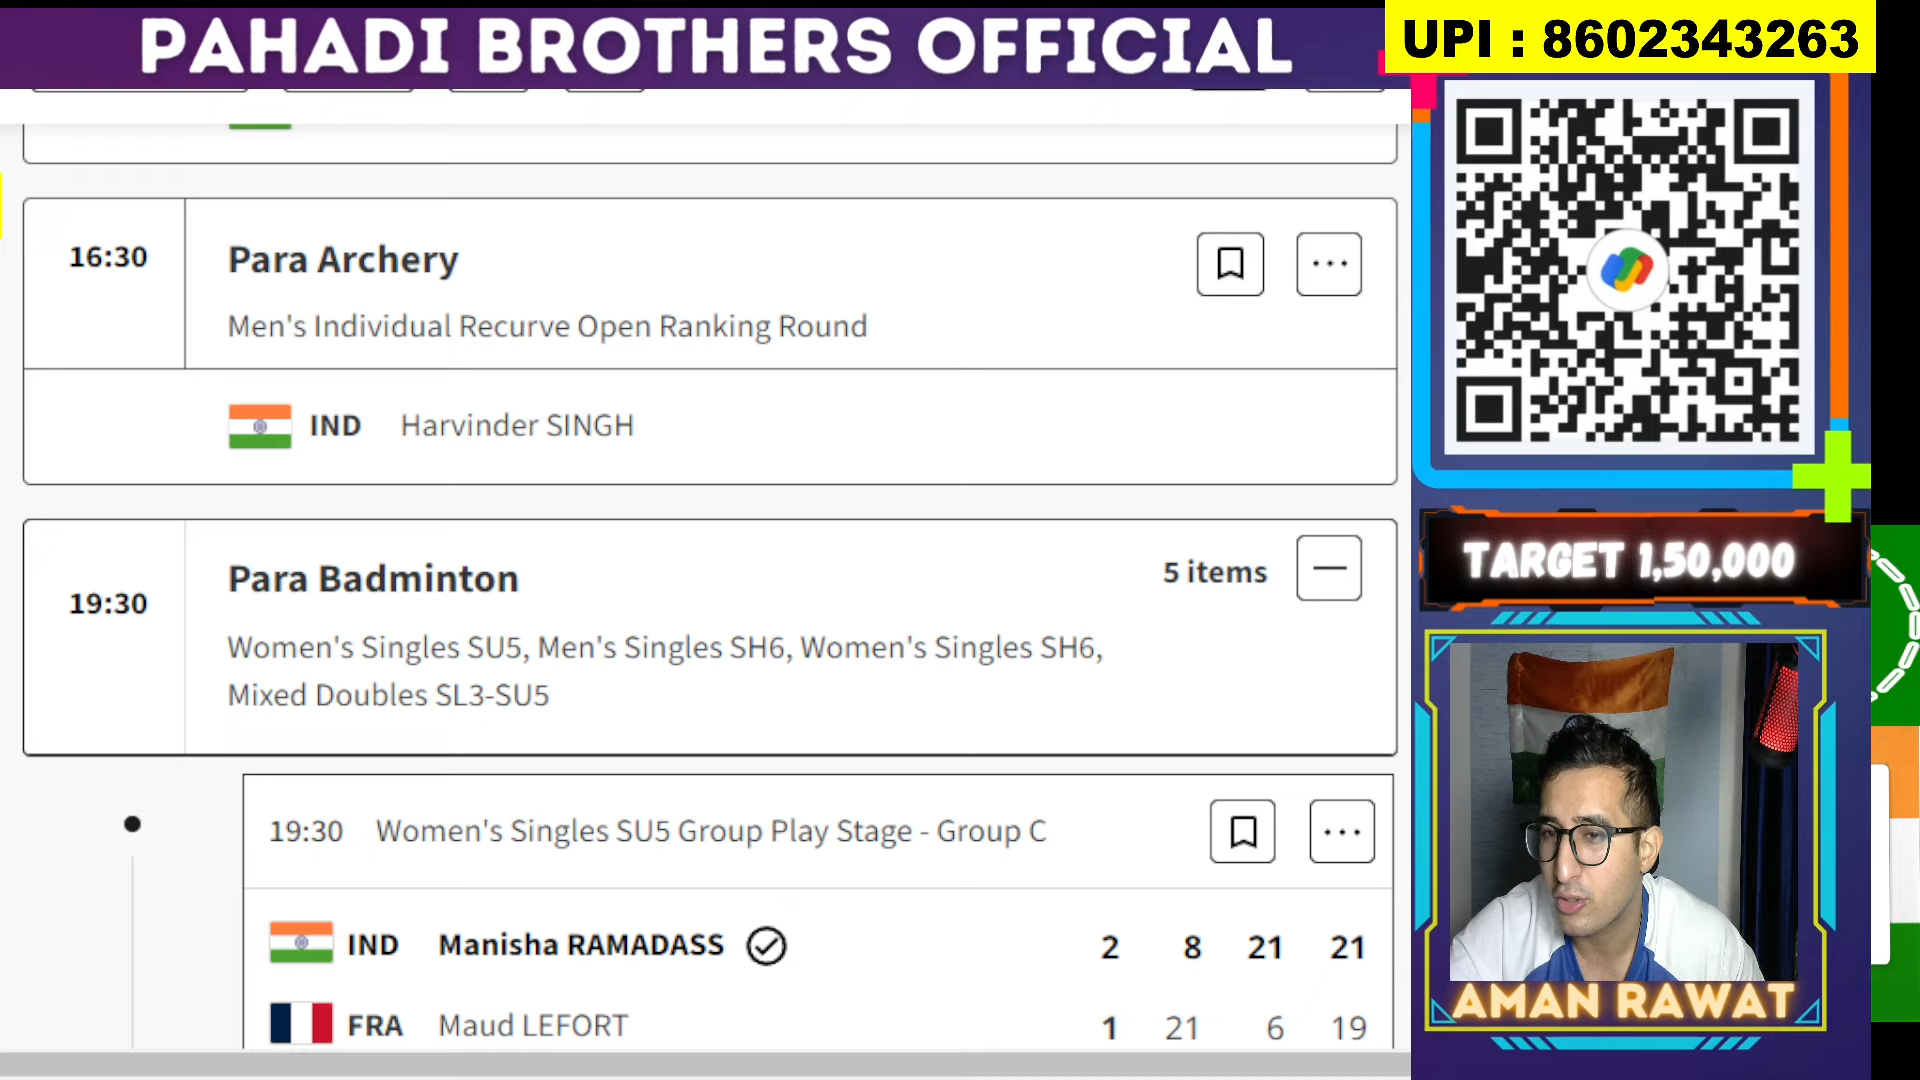 PAHADI BROTHERS OFFICIAL
UPI : 8602343263
16:30
Para Archery
Men's Individual Recurve Open Ranking Round
IND Harvinder SINGH
19:30
Para Badminton
5 items
Women's Singles SU5, Men's Singles SH6, Women's Singles SH6,
Mixed Doubles SL3-SU5
19:30 Women's Singles SU5 Group Play Stage - Group C
IND Manisha RAMADASS 2 8 21 21
FRA Maud LEFORT 1 21 6 19
TARGET 1,50,000
AMAN RAWAT